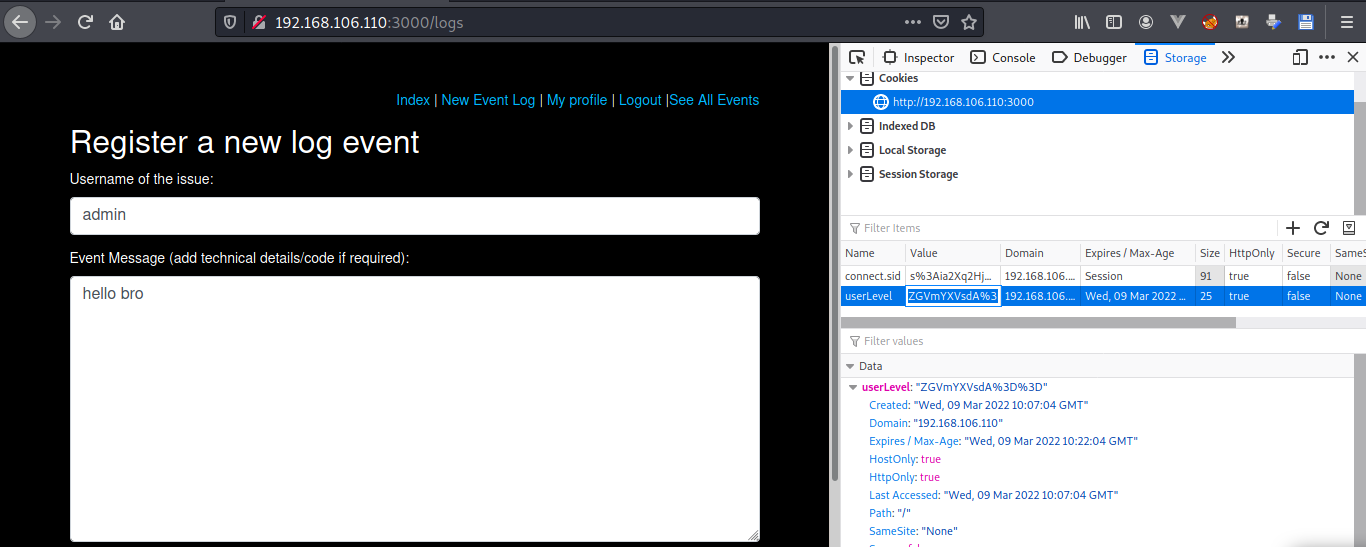 192.168.106.110:3000/logs
Index | New Event Log | My profile | Logout |See All Events
Register a new log event
Username of the issue:
admin
Event Message (add technical details/code if required):
hello bro
Inspector Console Debugger Storage
Cookies
http://192.168.106.110:3000
Indexed DB
Local Storage
Session Storage
Filter Items
Name Value Domain Expires / Max-Age Size HttpOnly Secure SameS
connect.sid s%3Aia2Xq2Hj... 192.168.106.... Session 91 true false None
userLevel ZGVmYXVsdA%3 192.168.106.... Wed, 09 Mar 2022 ... 25 true false None
Filter values
Data
userLevel: "ZGVmYXVsdA%3D%3D"
Created: "Wed, 09 Mar 2022 10:07:04 GMT"
Domain: "192.168.106.110"
Expires / Max-Age: "Wed, 09 Mar 2022 10:22:04 GMT"
HostOnly: true
HttpOnly: true
Last Accessed: "Wed, 09 Mar 2022 10:07:04 GMT"
Path: "/"
SameSite: "None"